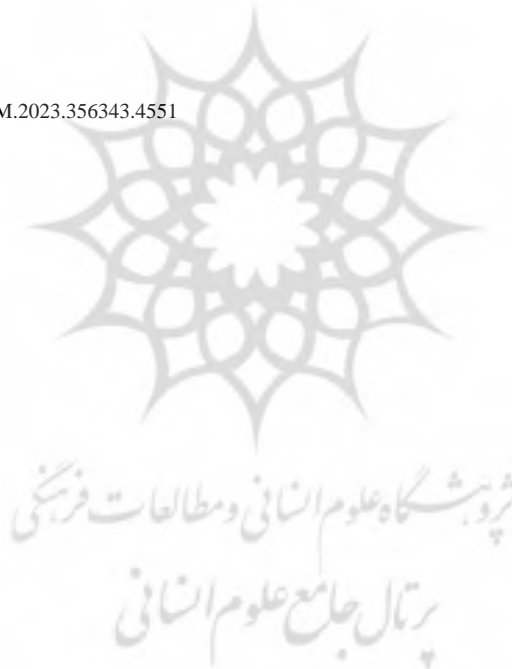 M.2023.356343.4551
پژوهشگاه علوم انسانی و مطالعات فرهنگی
پرتال جامع علوم انسانی